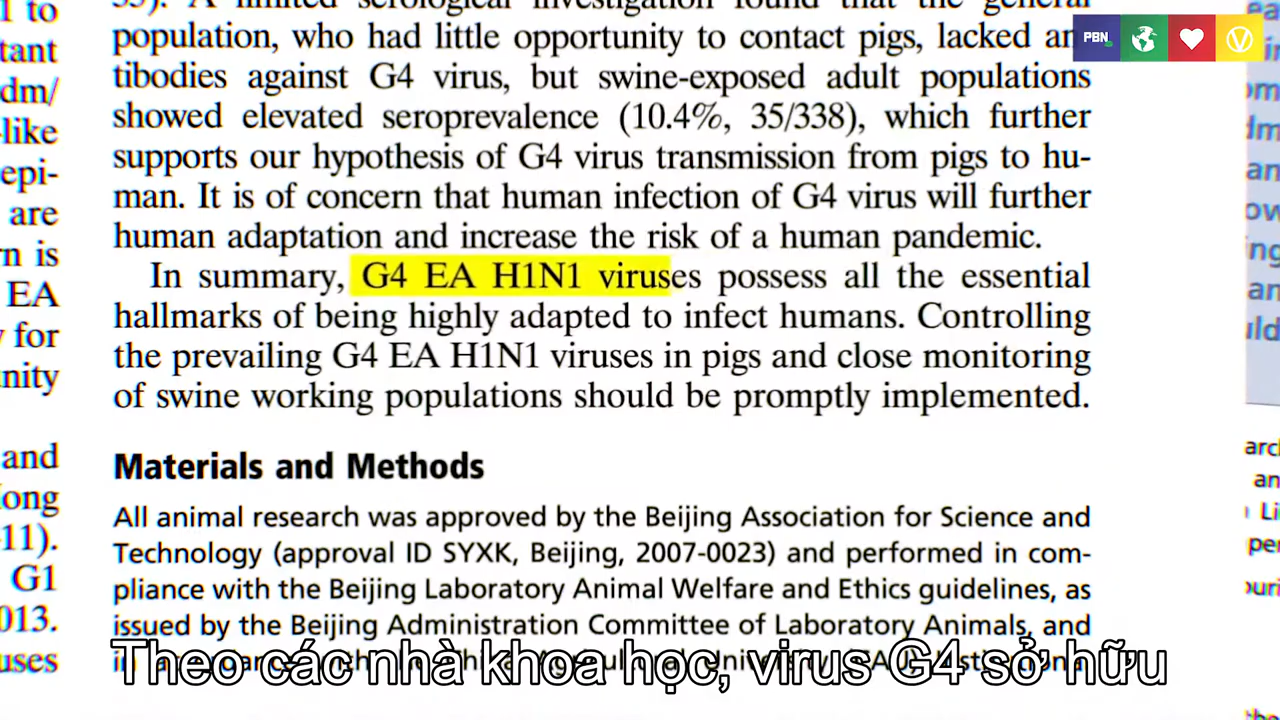 population, who had little opportunity to contact pigs, lacked an
tibodies against G4 virus, but swine-exposed adult populations
showed elevated seroprevalence (10.4%, 35/338), which further
supports our hypothesis of G4 virus transmission from pigs to hu-
man. It is of concern that human infection of G4 virus will further
human adaptation and increase the risk of a human pandemic.
In summary, G4 EA H1N1 viruses possess all the essential
hallmarks of being highly adapted to infect humans. Controlling
the prevailing G4 EA H1N1 viruses in pigs and close monitoring
of swine working populations should be promptly implemented.
Materials and Methods
All animal research was approved by the Beijing Association for Science and
Technology (approval ID SYXK, Beijing, 2007-0023) and performed in com-
pliance with the Beijing Laboratory Animal Welfare and Ethics guidelines, as
issued by the Beijing Administration Committee of Laboratory Animals, and
Theo các nhà khoa học, virus G4 sở hữu
PBN
to
are
is
EA
for
and
G1